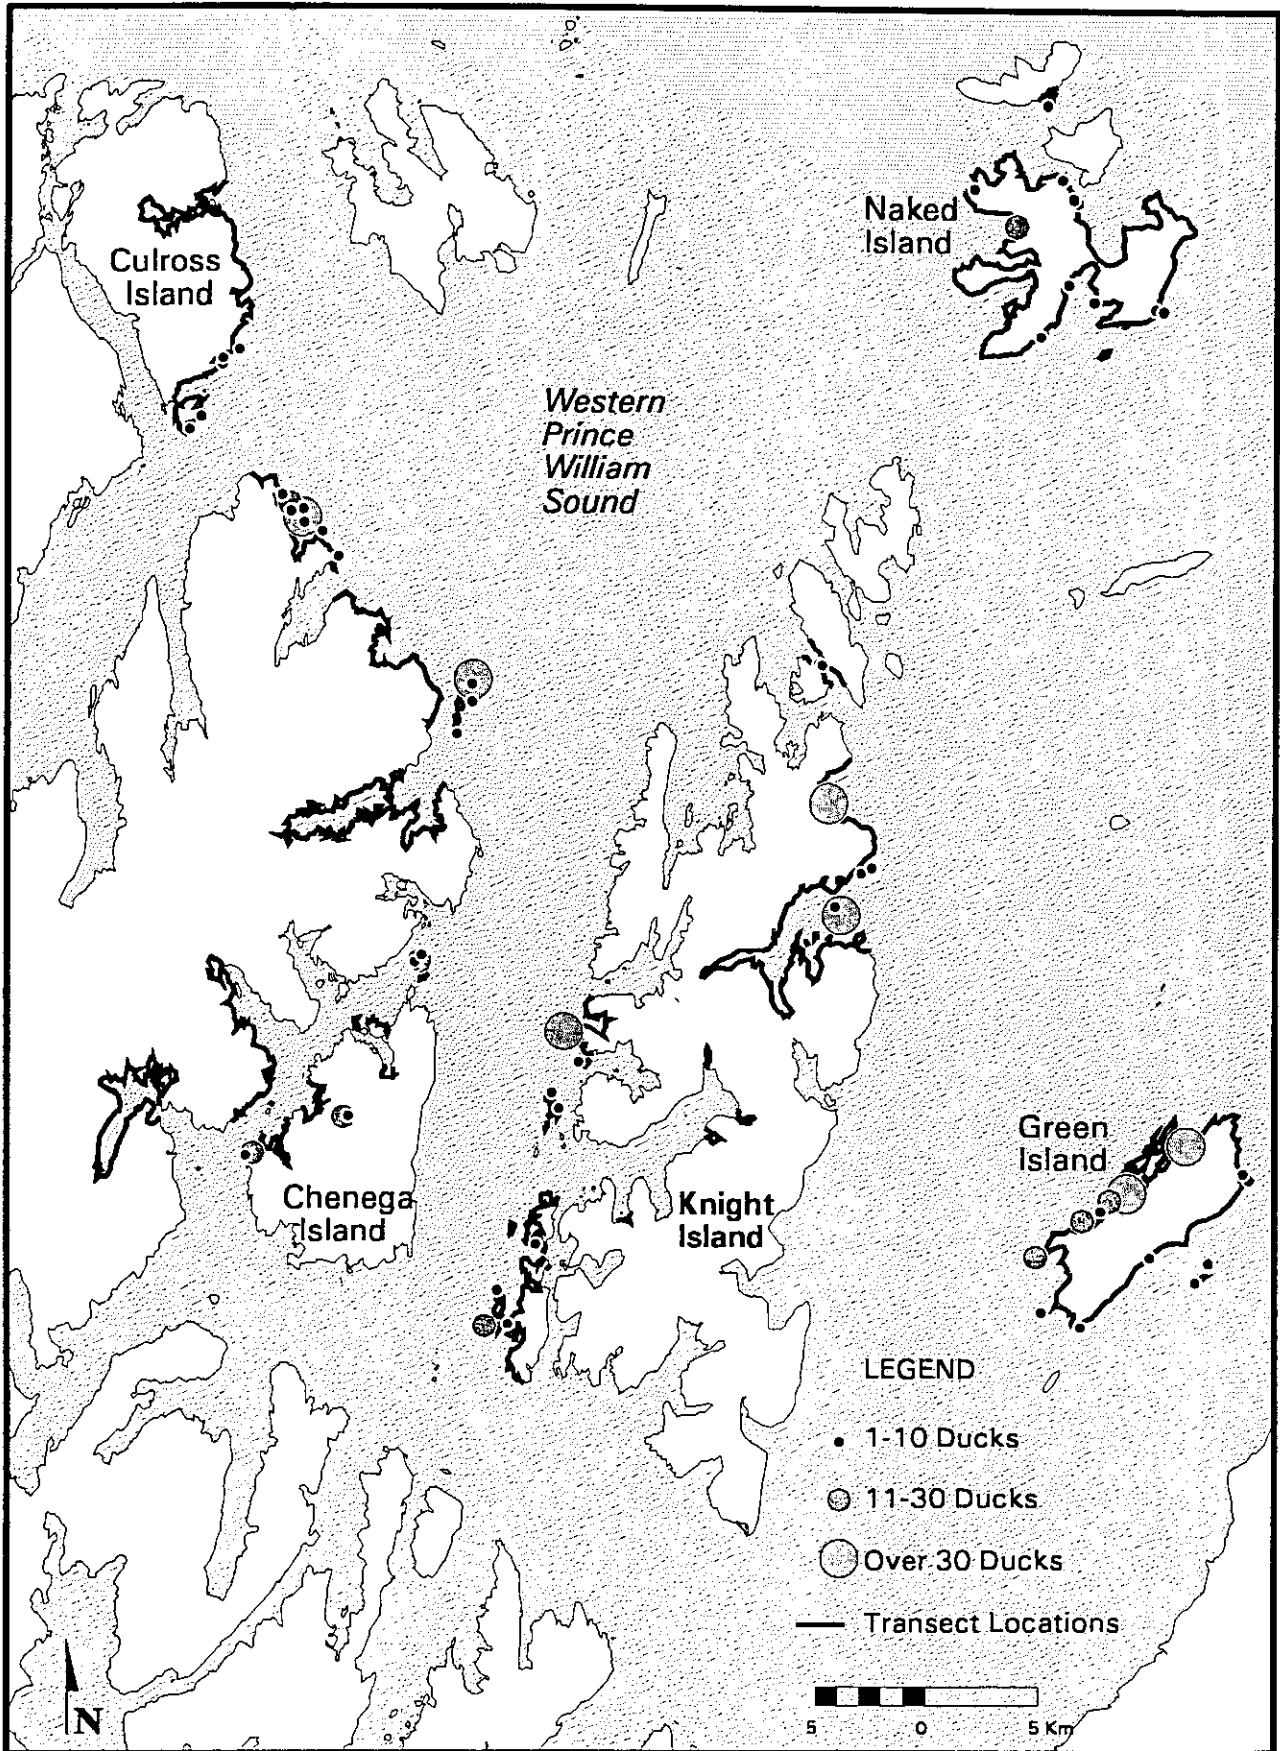 Naked
Island
Culross
Island
Western
Prince
William
Sound
Green
Island
Chenega
Island
Knight
Island
LEGEND
1-10 Ducks
11-30 Ducks
Over 30 Ducks
Transect Locations
N
5 0 5 Km